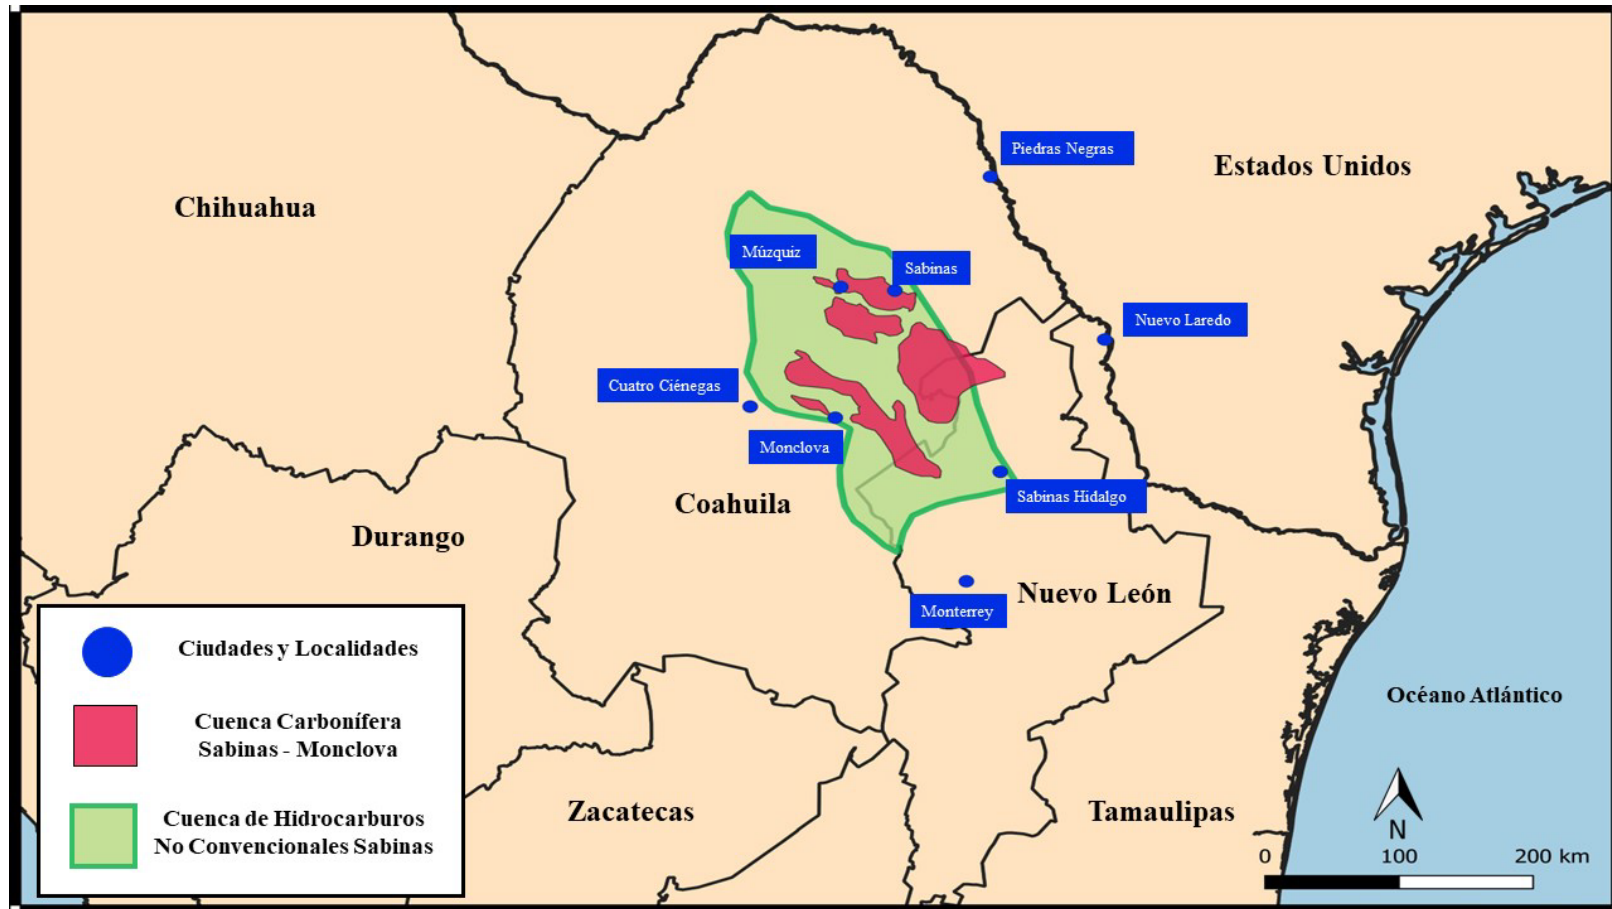 Piedras Negras
Estados Unidos
Chihuahua
Múzquiz
Sabinas
Nuevo Laredo
Cuatro Ciénegas
Monclova
Coahuila
Sabinas Hidalgo
Durango
Nuevo León
Monterrey
Ciudades y Localidades
Cuenca Carbonífera
Sabinas - Monclova
Cuenca de Hidrocarburos
No Convencionales Sabinas
Océano Atlántico
Zacatecas
Tamaulipas
N
0 100 200 km